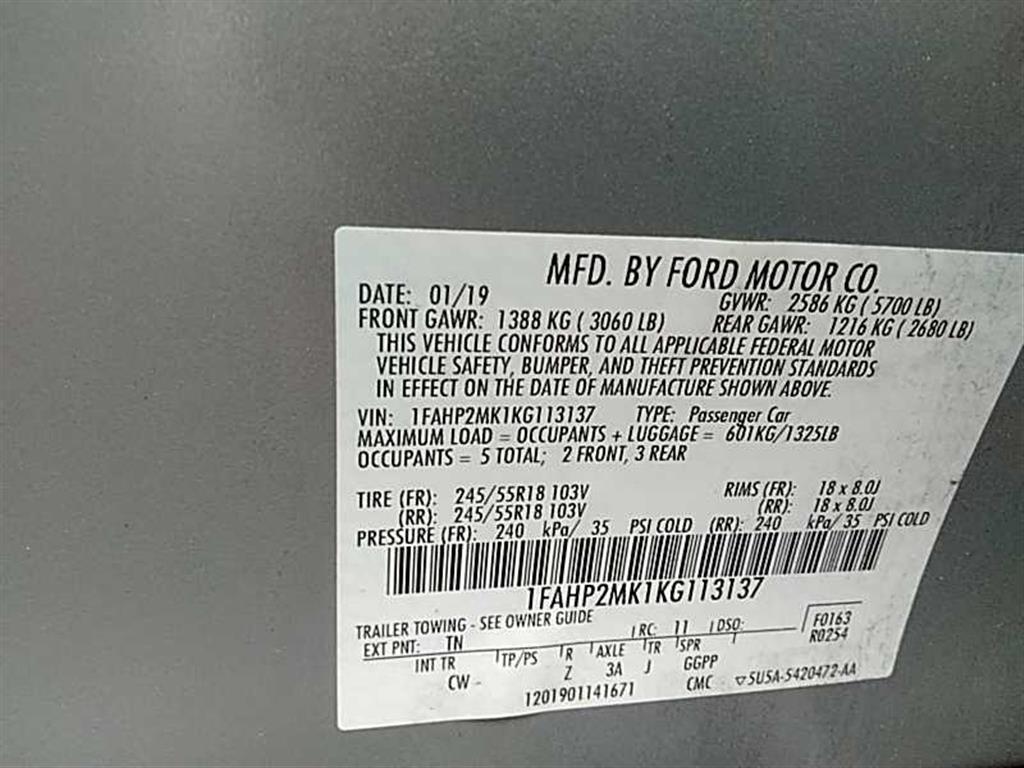 MFD. BY FORD MOTOR CO.
DATE: 01/19 GVWR: 2586 KG ( 5700 LB)
FRONT GAWR: 1388 KG ( 3060 LB) REAR GAWR: 1216 KG ( 2680 LB)
THIS VEHICLE CONFORMS TO ALL APPLICABLE FEDERAL MOTOR
VEHICLE SAFETY, BUMPER, AND THEFT PREVENTION STANDARDS
IN EFFECT ON THE DATE OF MANUFACTURE SHOWN ABOVE.
VIN: 1FAHP2MK1KG113137 TYPE: Passenger Car
MAXIMUM LOAD = OCCUPANTS + LUGGAGE = 601KG/1325LB
OCCUPANTS = 5 TOTAL; 2 FRONT, 3 REAR
TIRE (FR): 245/55R18 103V RIMS (FR): 18 x 8.0J
(RR): 245/55R18 103V (RR): 18 x 8.0J
PRESSURE (FR): 240 kPa/ 35 PSI COLD (RR): 240 kPa/ 35 PSI COLD
1FAHP2MK1KG113137
TRAILER TOWING - SEE OWNER GUIDE
EXT PNT: TN RC: 11 DSO: F0163
R0254
INT TR TP/PS R AXLE TR SPR
CW - Z 3A J GGPP
1201901141671 CMC ▽5U5A-5420472-AA